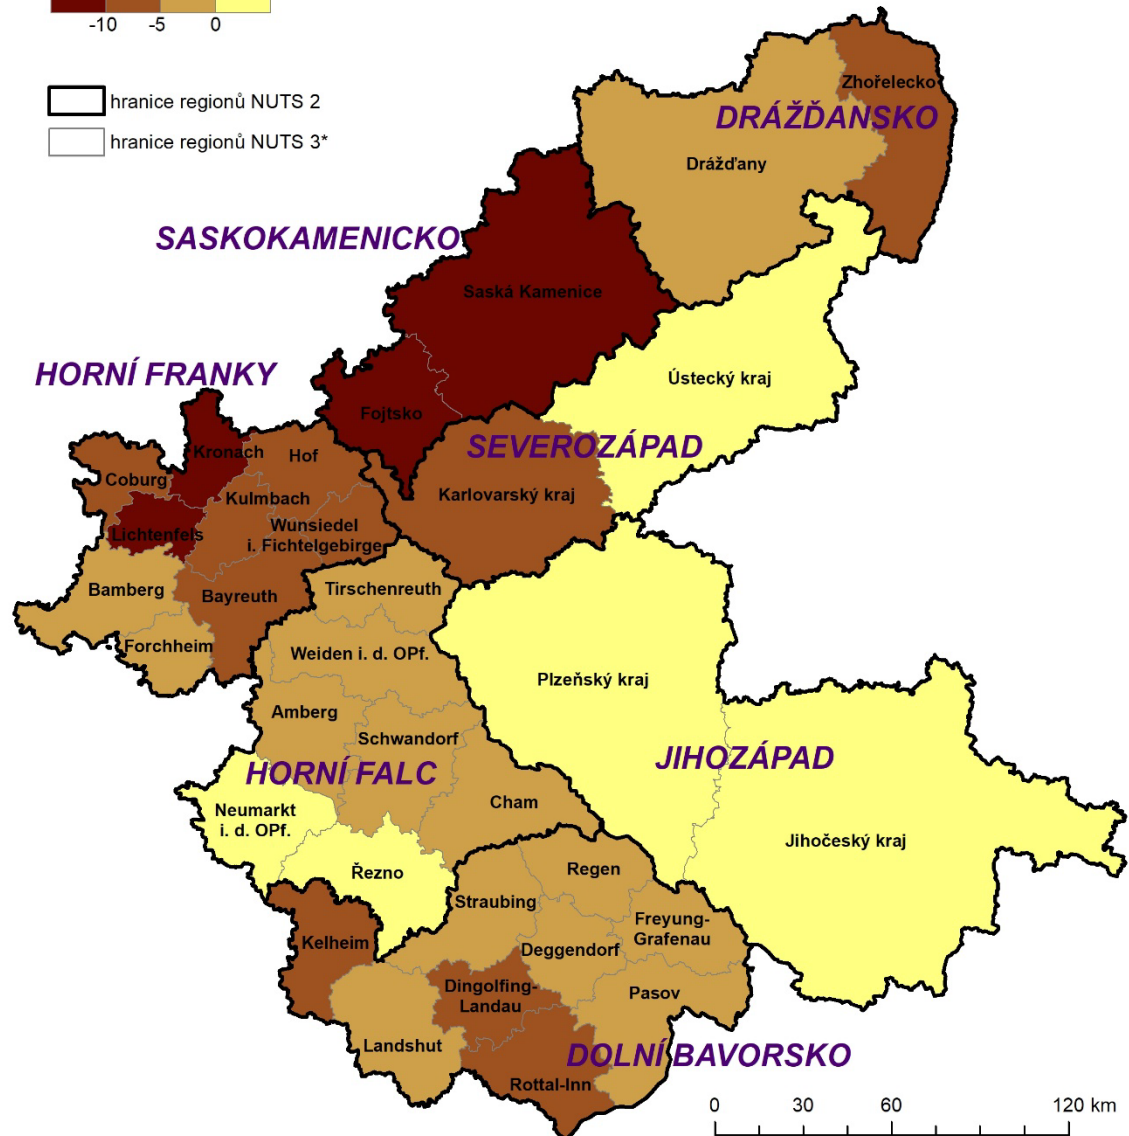 -10 -5 0
hranice regionů NUTS 2
hranice regionů NUTS 3*
Zhořelecko
DRÁŽĎANSKO
Drážďany
SASKOKAMENICKO
Saská Kamenice
HORNÍ FRANKY
Ústecký kraj
Fojtsko
SEVEROZÁPAD
Kronach
Hof
Coburg
Karlovarský kraj
Kulmbach
Lichtenfels
Wunsiedel
i. Fichtelgebirge
Bamberg
Bayreuth
Tirschenreuth
Forchheim
Weiden i. d. OPf.
Plzeňský kraj
Amberg
Schwandorf
JIHOZÁPAD
HORNÍ FALC
Neumarkt
i. d. OPf.
Cham
Jihočeský kraj
Řezno
Regen
Straubing
Freyung-
Grafenau
Kelheim
Deggendorf
Dingolfing-
Landau
Pasov
Landshut
DOLNÍ BAVORSKO
Rottal-Inn
0 30 60 120 km